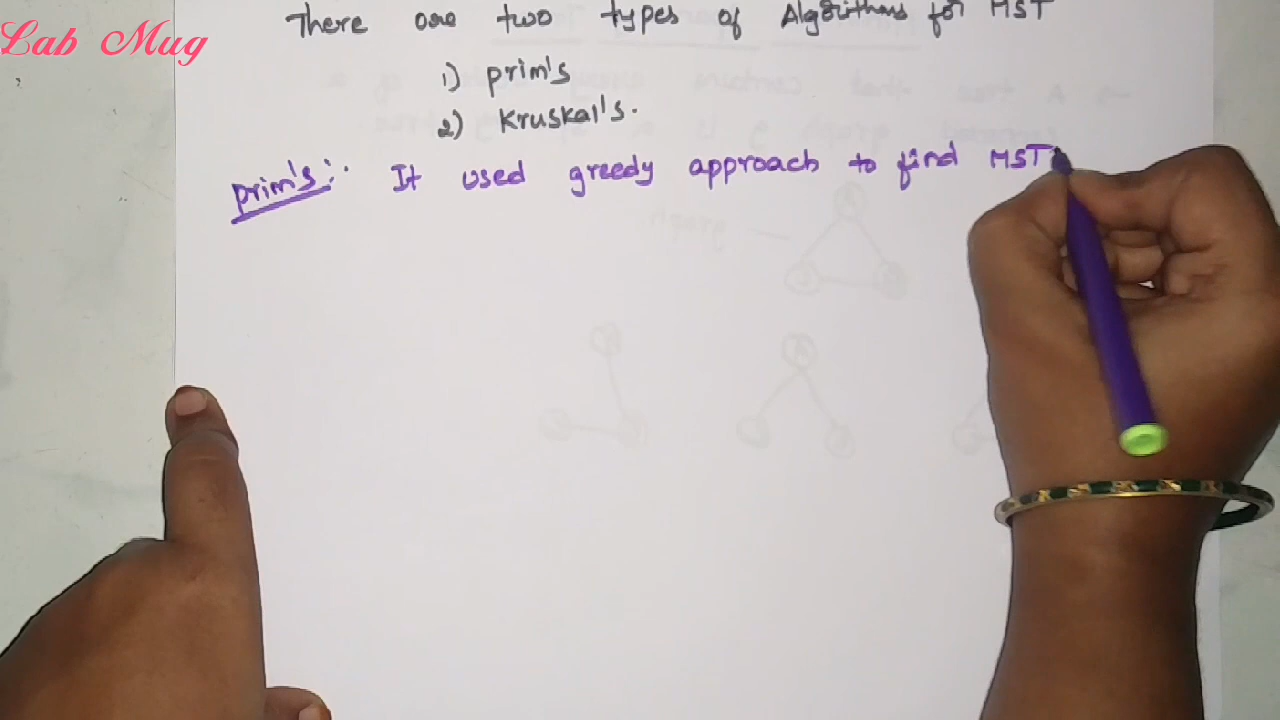 There are two types of Algorithms for MST
Lab Mug
1) prim's
2) Kruskal's.
prim's:- It used greedy approach to find MST